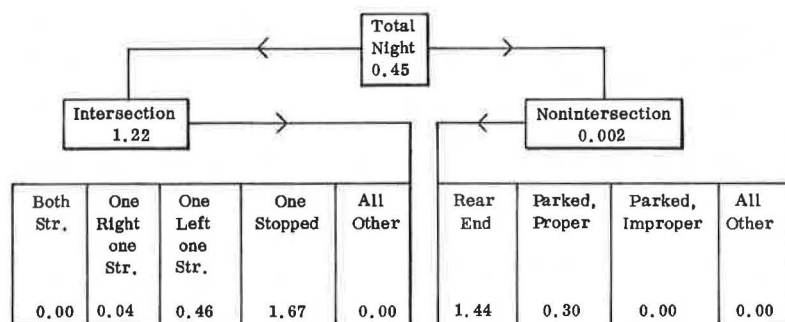 Total
Night
0.45
Intersection
1.22
Nonintersection
0.002
Both
Str.
0.00
One
Right
one
Str.
0.04
One
Left
one
Str.
0.46
One
Stopped
1.67
All
Other
0.00
Rear
End
1.44
Parked,
Proper
0.30
Parked,
Improper
0.00
All
Other
0.00